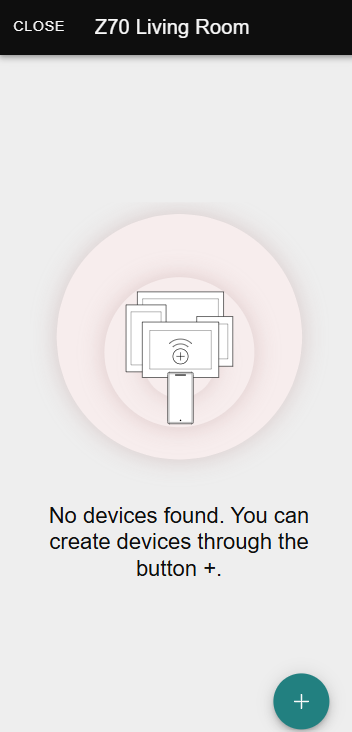 CLOSE Z70 Living Room
No devices found. You can
create devices through the
button +.
+